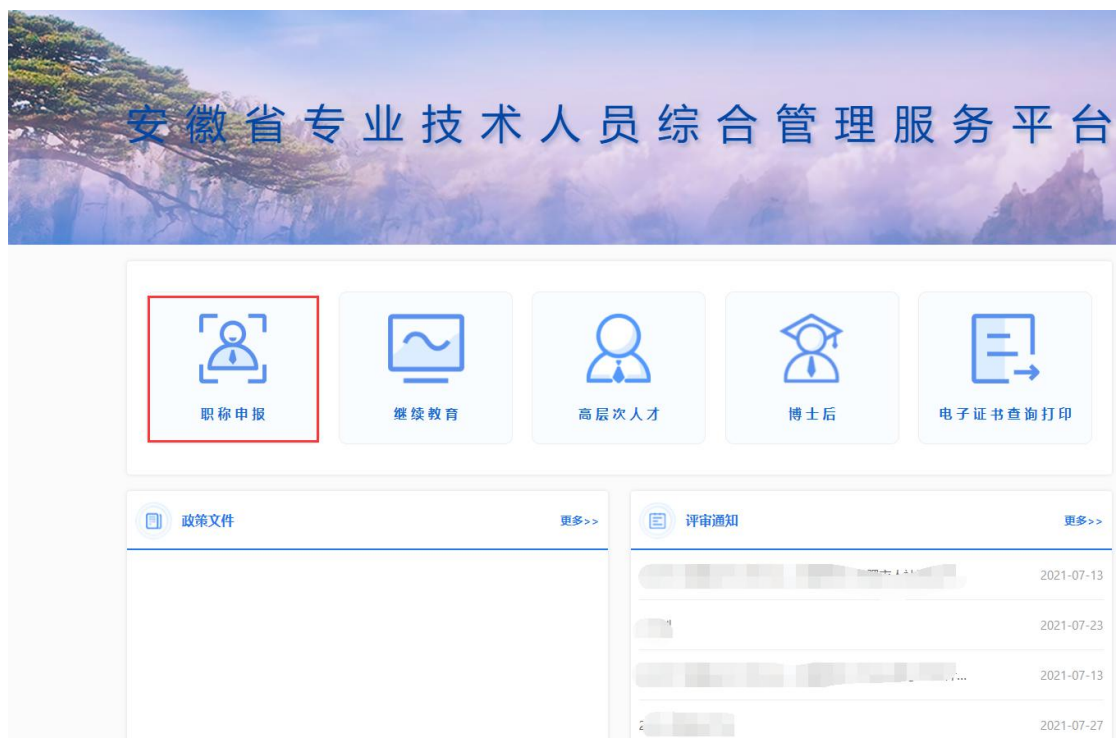 安徽省专业技术人员综合管理服务平台
职称申报
继续教育
高层次人才
博士后
电子证书查询打印
政策文件
更多>>
评审通知
更多>>
2021-07-13
2021-07-23
2021-07-13
2021-07-27